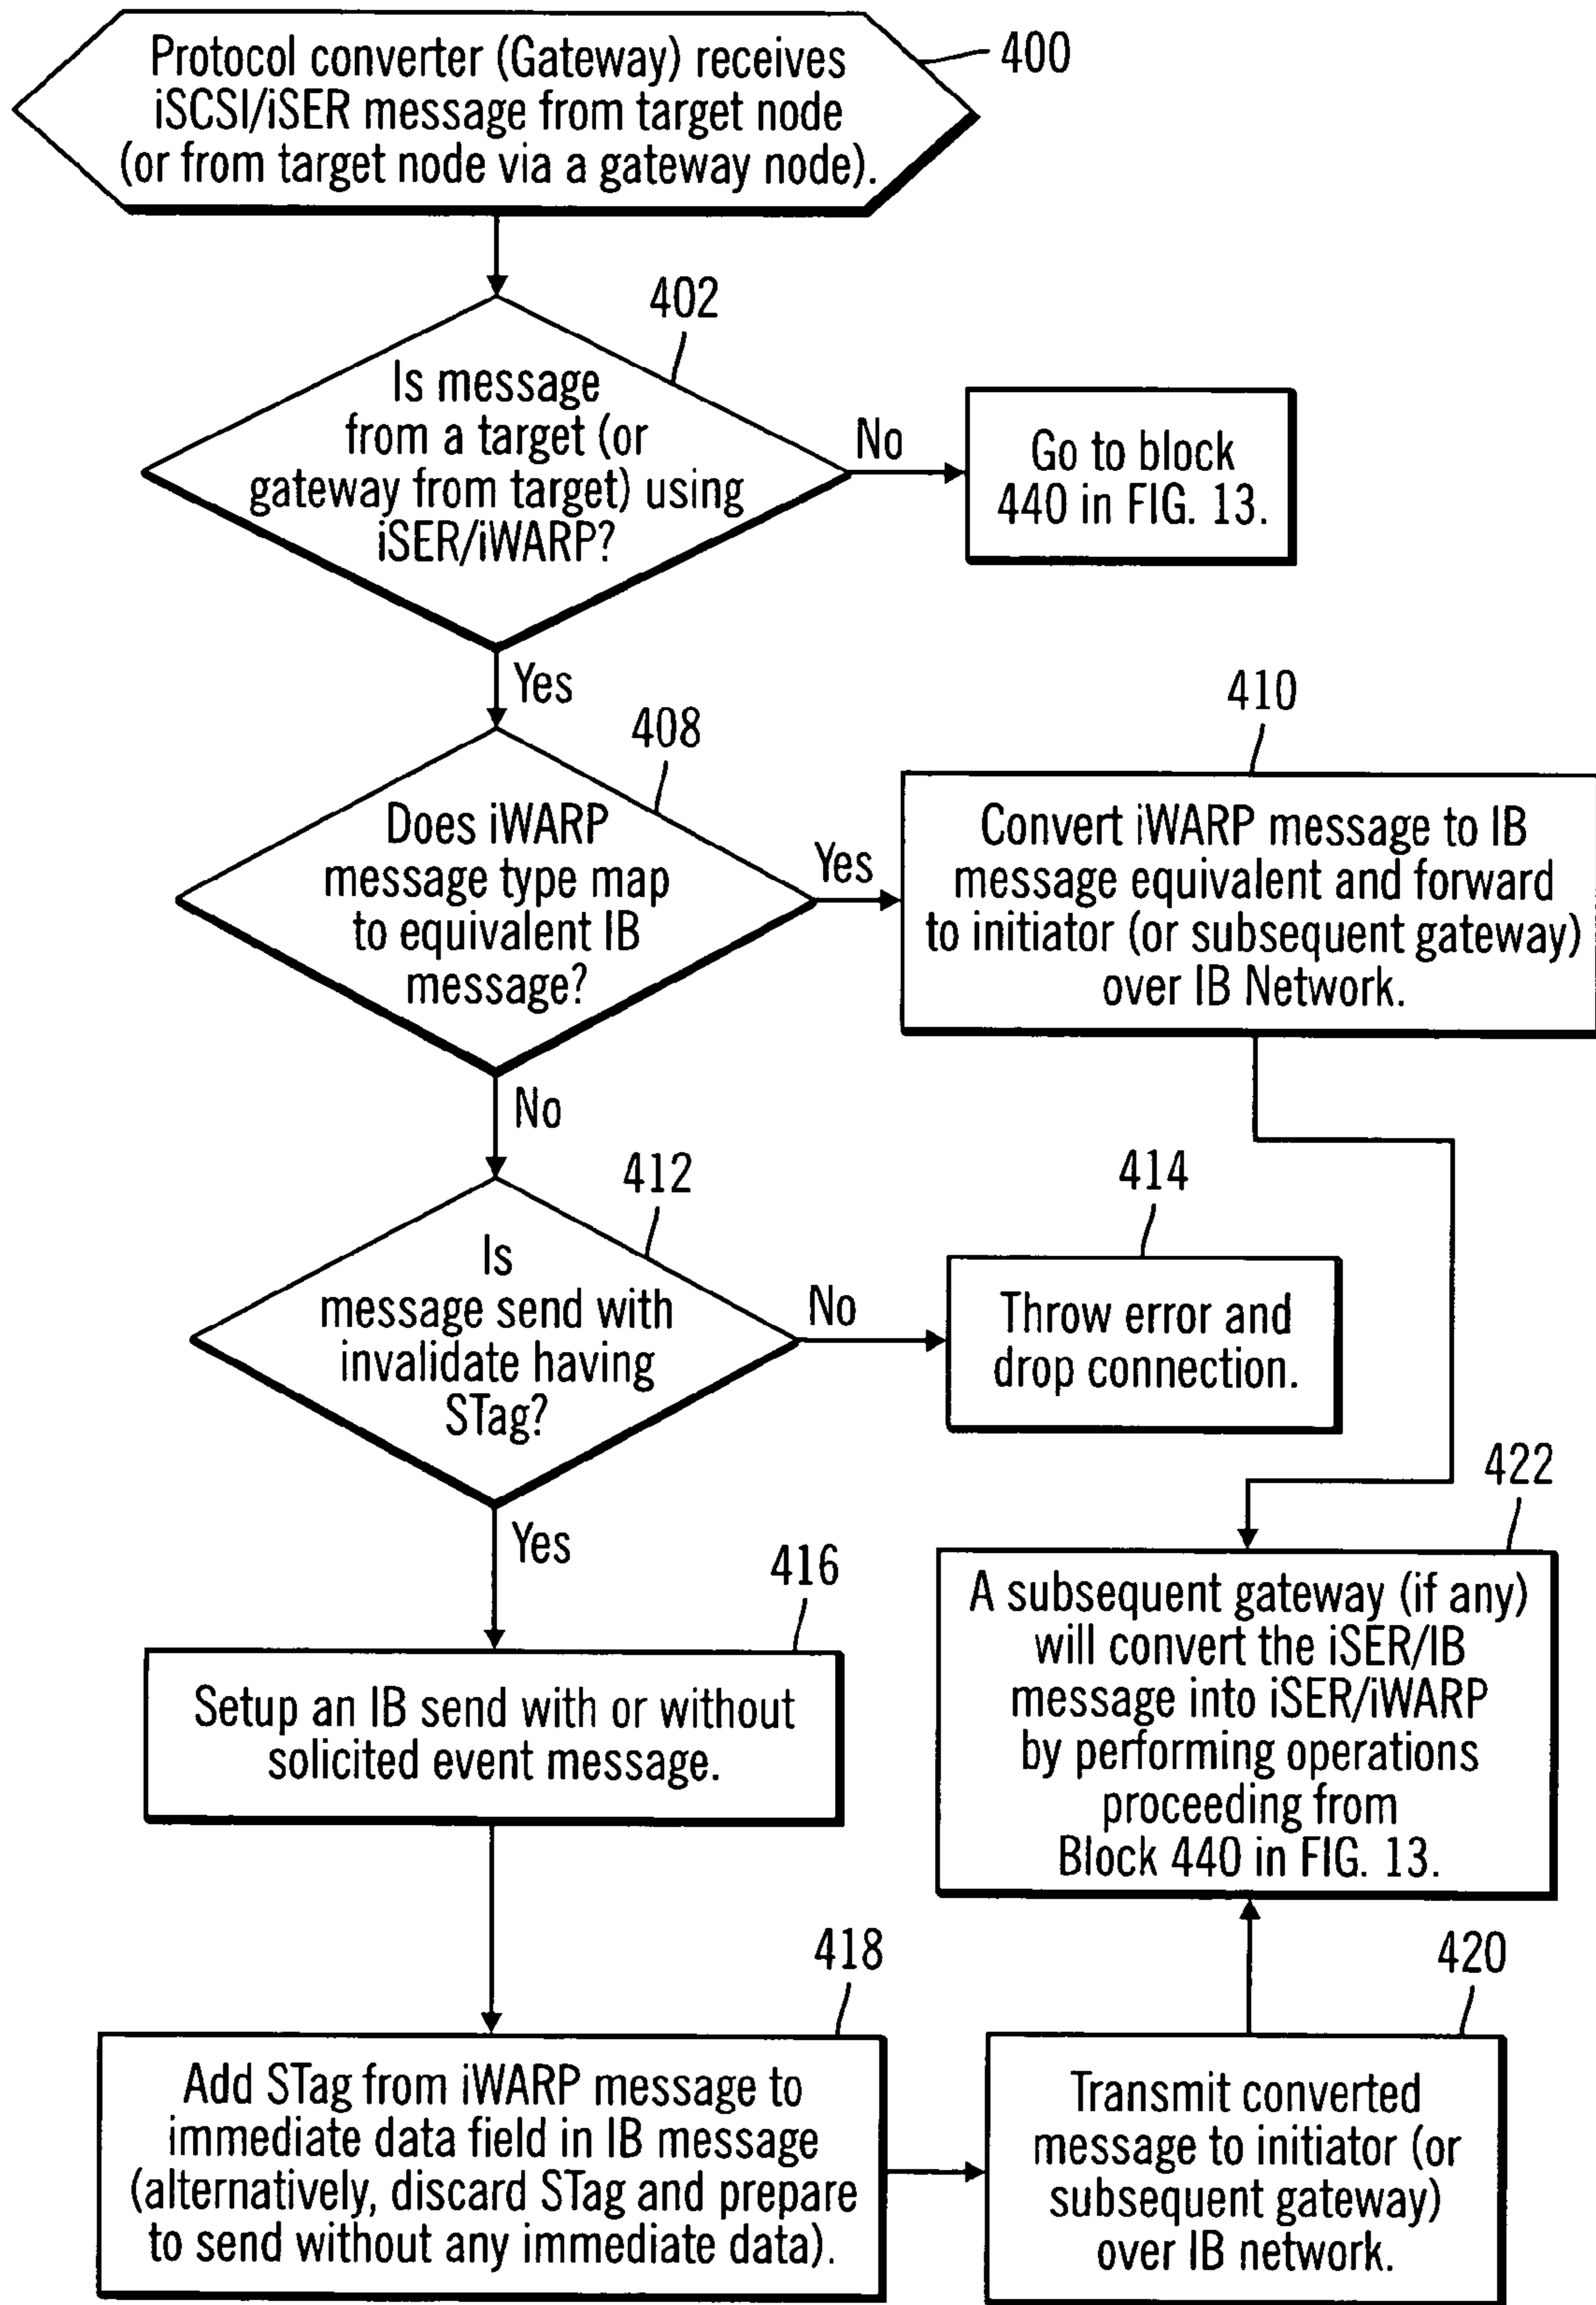 Protocol converter (Gateway) receives
iSCSI/iSER message from target node
(or from target node via a gateway node).
400
402
Is message
from a target (or
gateway from target) using
iSER/iWARP?
No
Go to block
440 in FIG. 13.
Yes
408
Does iWARP
message type map
to equivalent IB
message?
Yes
410
Convert iWARP message to IB
message equivalent and forward
to initiator (or subsequent gateway)
over IB Network.
No
412
Is
message send with
invalidate having
STag?
No
414
Throw error and
drop connection.
Yes
416
Setup an IB send with or without
solicited event message.
422
A subsequent gateway (if any)
will convert the iSER/IB
message into iSER/iWARP
by performing operations
proceeding from
Block 440 in FIG. 13.
418
Add STag from iWARP message to
immediate data field in IB message
(alternatively, discard STag and prepare
to send without any immediate data).
420
Transmit converted
message to initiator (or
subsequent gateway)
over IB network.